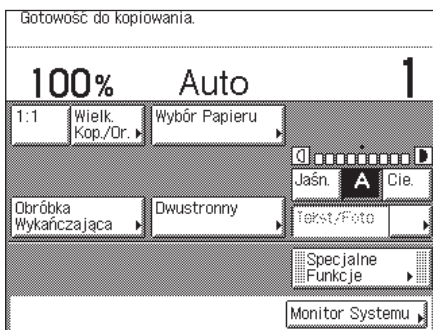 Gotowość do kopiowania.
100% Auto 1
1:1 Wielk. Kop./Or. Wybór Papieru
Jaśn. A Cie.
Obróbka Wykańczająca Dwustronny Tekst/Foto
Specjalne Funkcje
Monitor Systemu